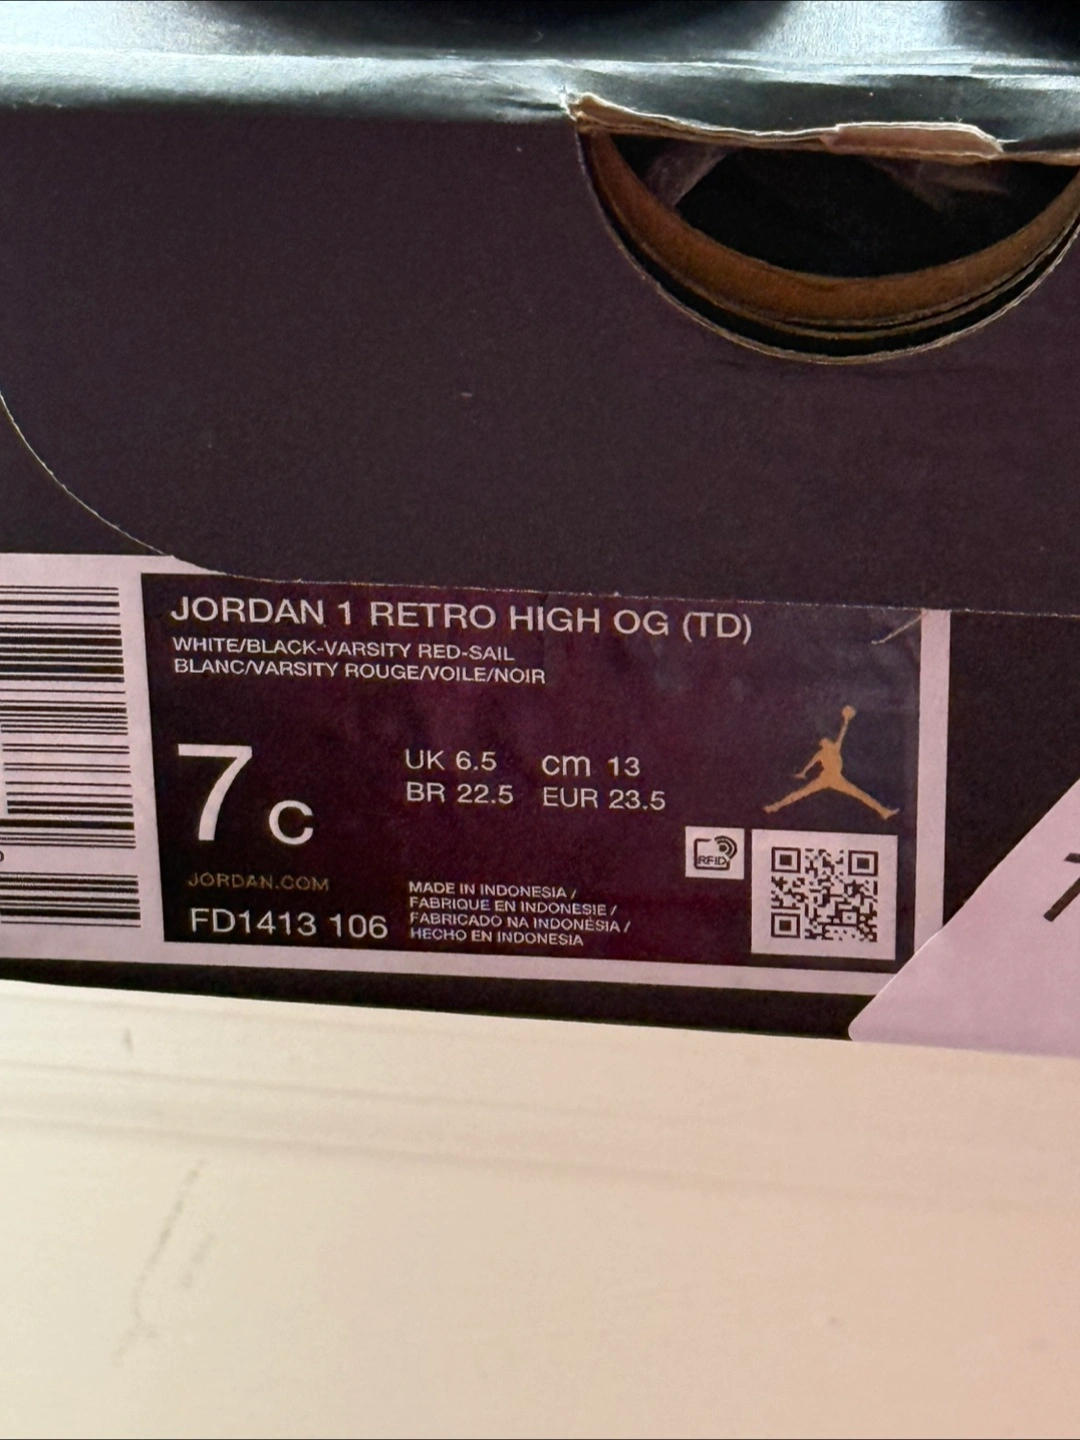 JORDAN 1 RETRO HIGH OG (TD)
WHITE/BLACK-VARSITY RED-SAIL
BLANC/VARSITY ROUGE/VOILE/NOIR
7 C
UK 6.5 cm 13
BR 22.5 EUR 23.5
RFID
JORDAN.COM
FD1413 106
MADE IN INDONESIA /
FABRIQUE EN INDONESIE /
FABRICADO NA INDONÉSIA /
HECHO EN INDONESIA
7